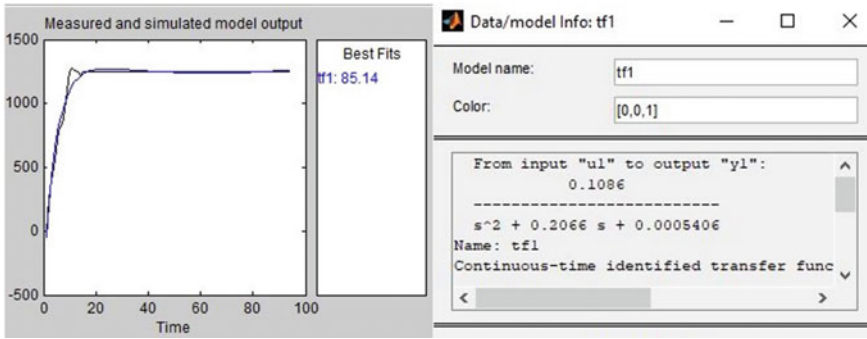 Measured and simulated model output
1500
1000
500
0
-500
0 20 40 60 80 100
Time
Best Fits
tf1: 85.14
Data/model Info: tf1
Model name:
tf1
Color:
[0,0,1]
From input "u1" to output "y1":
0.1086
---------------------------
s^2 + 0.2066 s + 0.0005406
Name: tf1
Continuous-time identified transfer func